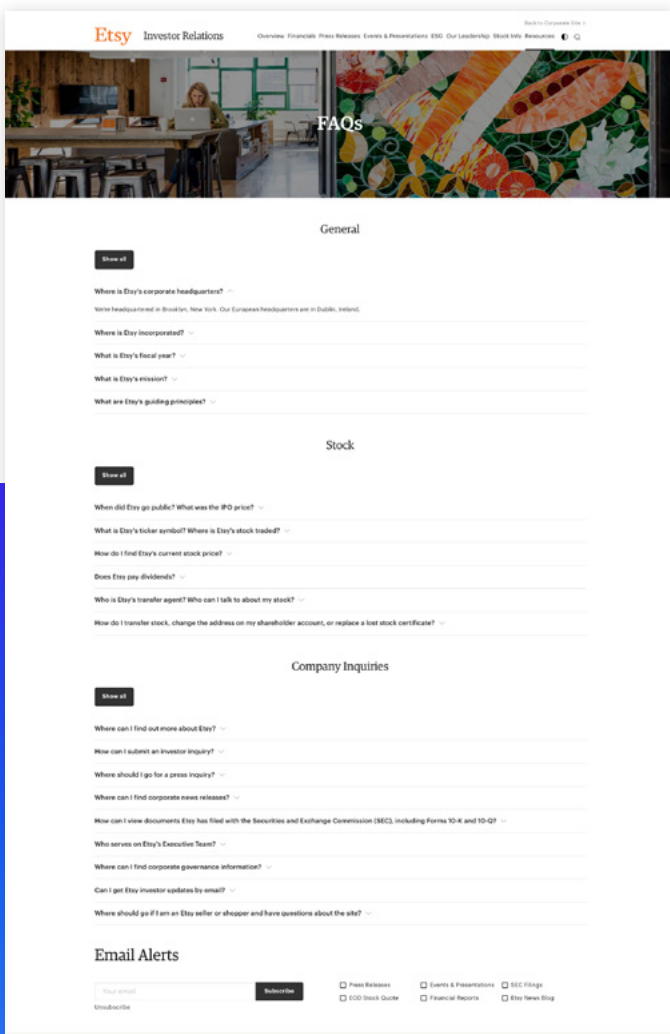 Back to Corporate Site >
Etsy Investor Relations
Overview Financials Press Releases Events & Presentations ESG Our Leadership Stock Info Resources
FAQs
General
Show all
Where is Etsy's corporate headquarters?
We're headquartered in Brooklyn, New York. Our European headquarters are in Dublin, Ireland.
Where is Etsy incorporated?
What is Etsy's fiscal year?
What is Etsy's mission?
What are Etsy's guiding principles?
Stock
Show all
When did Etsy go public? What was the IPO price?
What is Etsy's ticker symbol? Where is Etsy's stock traded?
How do I find Etsy's current stock price?
Does Etsy pay dividends?
Who is Etsy's transfer agent? Who can I talk to about my stock?
How do I transfer stock, change the address on my shareholder account, or replace a lost stock certificate?
Company Inquiries
Show all
Where can I find out more about Etsy?
How can I submit an investor inquiry?
Where should I go for a press inquiry?
Where can I find corporate news releases?
How can I view documents Etsy has filed with the Securities and Exchange Commission (SEC), including Forms 10-K and 10-Q?
Who serves on Etsy's Executive Team?
Where can I find corporate governance information?
Can I get Etsy investor updates by email?
Where should go if I am an Etsy seller or shopper and have questions about the site?
Email Alerts
Your email Subscribe Press Releases Events & Presentations SEC Filings
Unsubscribe EOD Stock Quote Financial Reports Etsy News Blog